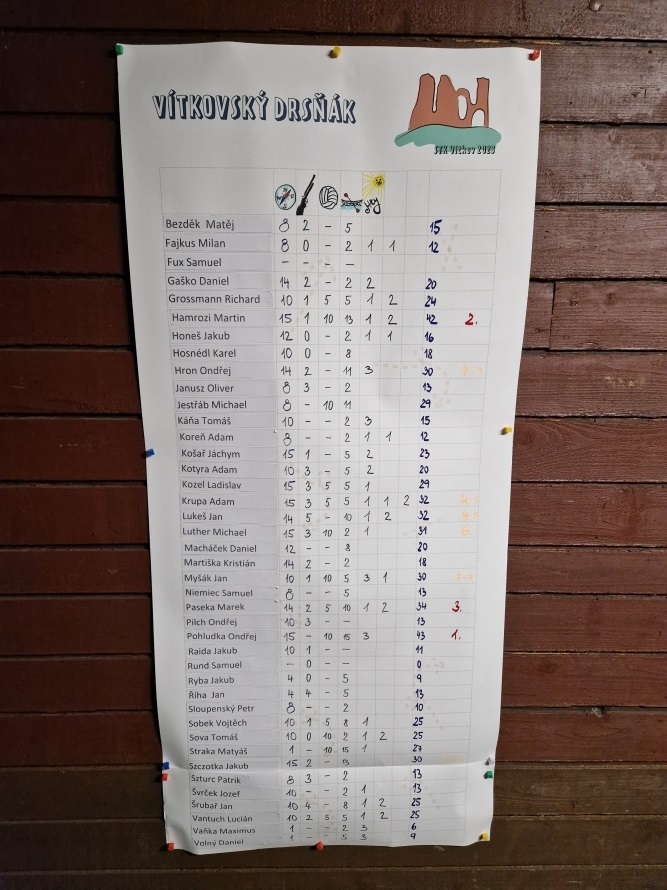 VÍTKOVSKÝ DRSŇÁK
STK Vítkov 2023
joy
Bezděk Matěj 8 2 - 5 15
Fajkus Milan 8 0 - 2 1 1 12
Fux Samuel - - - -
Gaško Daniel 14 2 - 2 2 20
Grossmann Richard 10 1 5 5 1 2 24
Hamrozi Martin 15 1 10 13 1 2 42 2.
Honeš Jakub 12 0 - 2 1 1 16
Hosnédl Karel 10 0 - 8 18
Hron Ondřej 14 2 - 11 3 30
Janusz Oliver 8 3 - 2 13
Jestřáb Michael 8 - 10 11 29
Káňa Tomáš 10 - - 2 3 15
Koreň Adam 8 - - 2 1 1 12
Košař Jáchym 15 1 - 5 2 23
Kotyra Adam 10 3 - 5 2 20
Kozel Ladislav 15 3 5 5 1 29
Krupa Adam 15 3 5 5 1 1 2 32 4.-5.
Lukeš Jan 14 5 - 10 1 2 32 4.-5.
Luther Michael 15 3 10 2 1 31 6.
Macháček Daniel 12 - - 8 20
Martiška Kristián 14 2 - 2 18
Myšák Jan 10 1 10 5 3 1 30
Niemiec Samuel 8 - - 5 13
Paseka Marek 14 2 5 10 1 2 34 3.
Pilch Ondřej 10 3 - - 13
Pohludka Ondřej 15 - 10 15 3 43 1.
Raida Jakub 10 1 - - 11
Rund Samuel - 0 - - 0
Ryba Jakub 4 0 - 5 9
Říha Jan 4 4 - 5 13
Sloupenský Petr 8 - - 2 10
Sobek Vojtěch 10 1 5 8 1 25
Sova Tomáš 10 0 10 2 1 2 25
Straka Matyáš 1 - 10 15 1 27
Szczotka Jakub 15 2 - 13 30
Szturc Patrik 8 3 - 2 13
Švrček Jozef 10 - - 2 1 13
Šrubař Jan 10 4 - 8 1 2 25
Vantuch Lucián 10 2 5 5 1 2 25
Vaňka Maximus 1 - - 2 3 6
Volný Daniel 1 - - 5 3 9